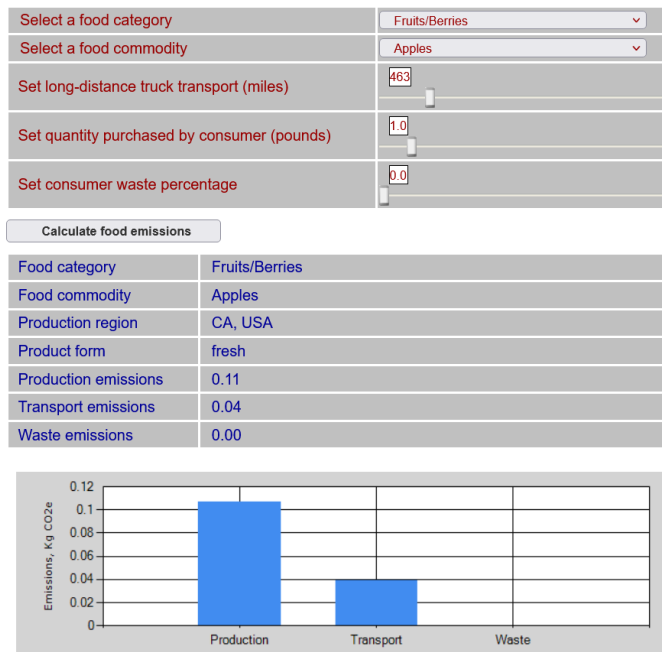 Select a food category Fruits/Berries
Select a food commodity Apples
Set long-distance truck transport (miles) 463
Set quantity purchased by consumer (pounds) 1.0
Set consumer waste percentage 0.0
Calculate food emissions
Food category Fruits/Berries
Food commodity Apples
Production region CA, USA
Product form fresh
Production emissions 0.11
Transport emissions 0.04
Waste emissions 0.00
Emissions, Kg CO2e
0.12
0.1
0.08
0.06
0.04
0.02
0
Production Transport Waste